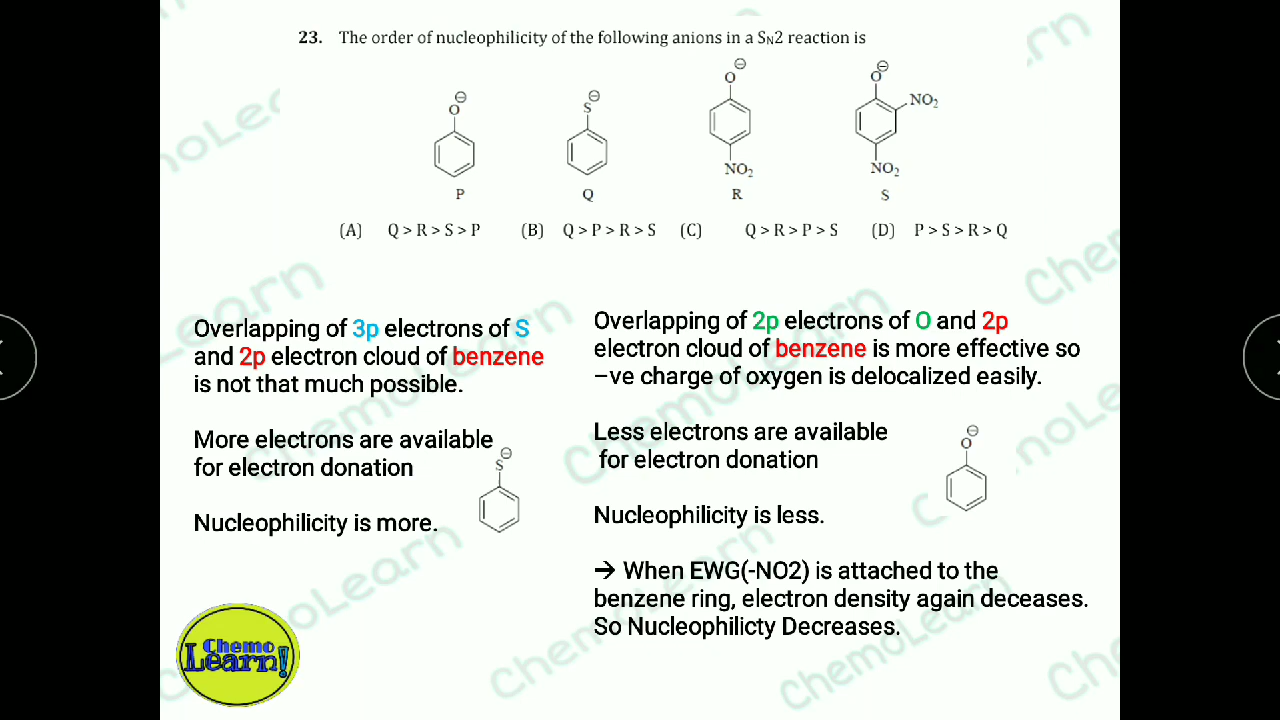 23. The order of nucleophilicity of the following anions in a SN2 reaction is
O⊖ S⊖ O⊖ O⊖
NO2
NO2 NO2
P Q R S
(A) Q > R > S > P (B) Q > P > R > S (C) Q > R > P > S (D) P > S > R > Q
Overlapping of 3p electrons of S
and 2p electron cloud of benzene
is not that much possible.
More electrons are available
for electron donation
S⊖
Nucleophilicity is more.
Overlapping of 2p electrons of O and 2p
electron cloud of benzene is more effective so
–ve charge of oxygen is delocalized easily.
Less electrons are available
for electron donation
O⊖
Nucleophilicity is less.
→ When EWG(-NO2) is attached to the
benzene ring, electron density again deceases.
So Nucleophilicty Decreases.
Chemo
Learn!
ChemoLearn